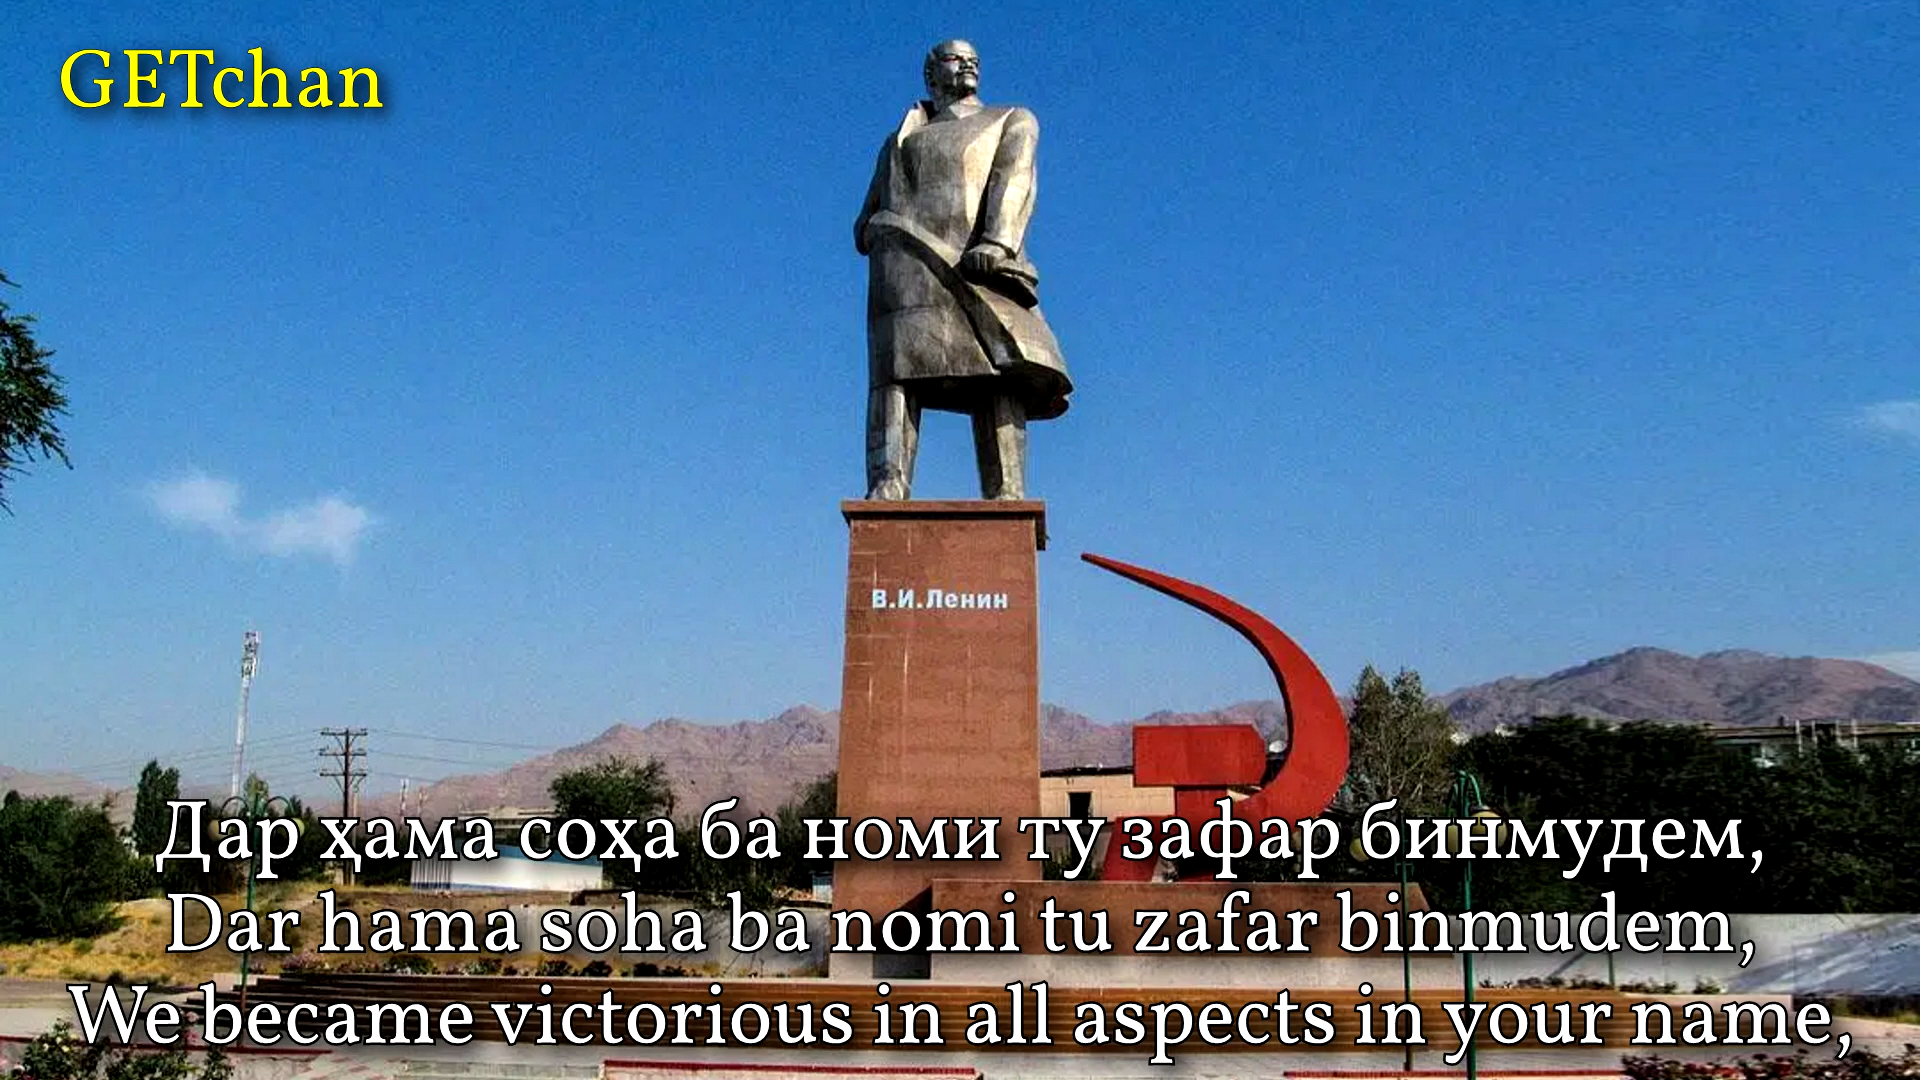 GETchan
В.И.Ленин
Дар ҳама соҳа ба номи ту зафар бинмудем,
Dar hama soha ba nomi tu zafar binmudem,
We became victorious in all aspects in your name,